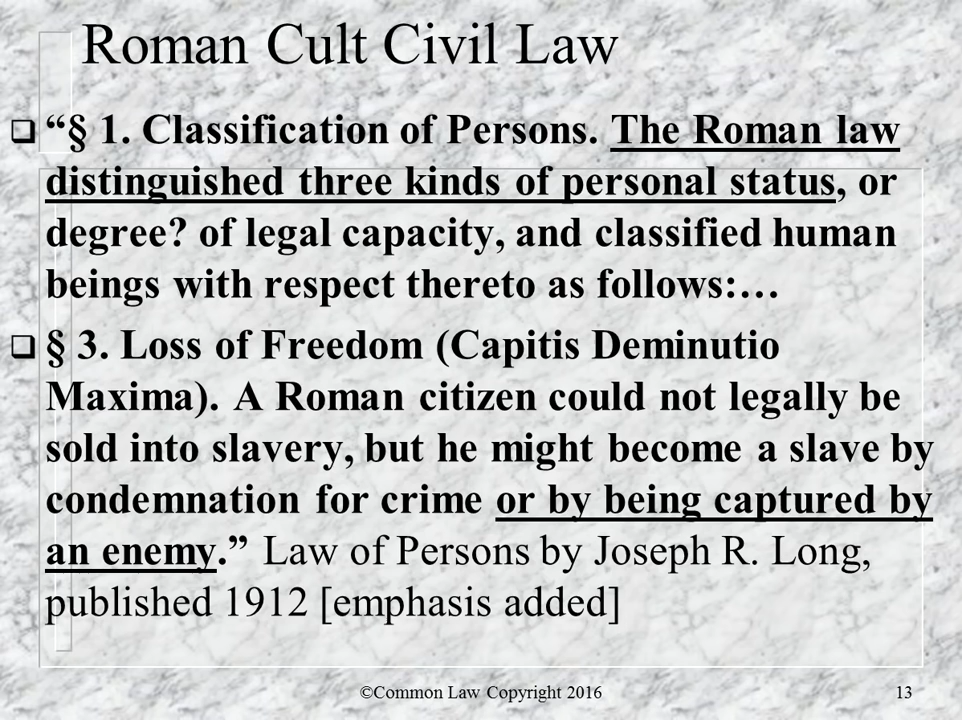 Roman Cult Civil Law
“§ 1. Classification of Persons. The Roman law
distinguished three kinds of personal status, or
degree? of legal capacity, and classified human
beings with respect thereto as follows:…
§ 3. Loss of Freedom (Capitis Deminutio
Maxima). A Roman citizen could not legally be
sold into slavery, but he might become a slave by
condemnation for crime or by being captured by
an enemy.” Law of Persons by Joseph R. Long,
published 1912 [emphasis added]
©Common Law Copyright 2016
13